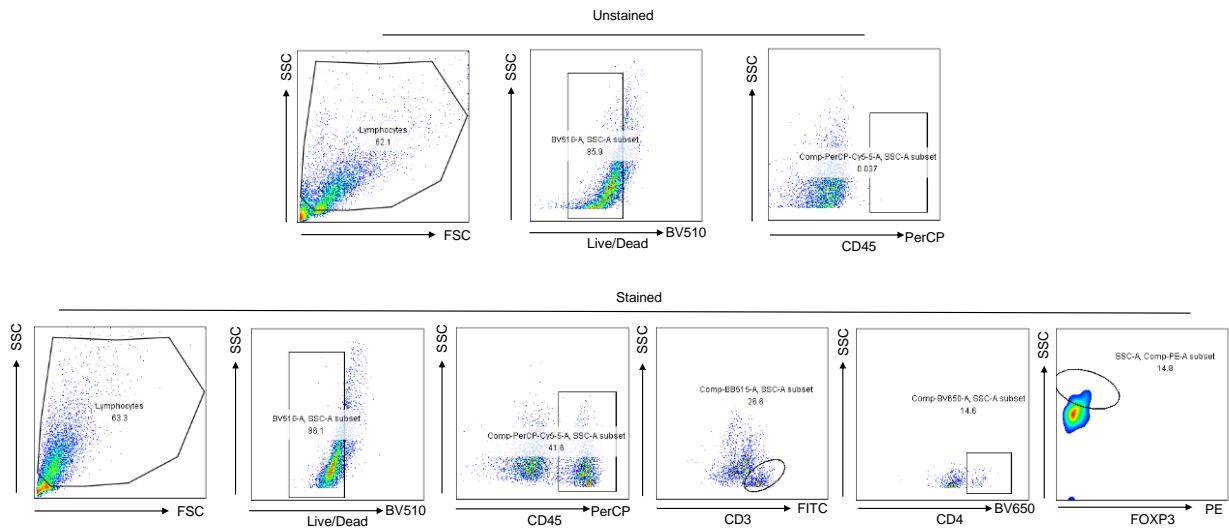 Unstained
SSC
Lymphocytes
62.1
FSC
SSC
BV510-A, SSC-A subset
85.9
BV510
Live/Dead
SSC
Comp-PerCP-Cy5-5-A, SSC-A subset
0.037
PerCP
CD45
Stained
SSC
Lymphocytes
63.3
FSC
SSC
BV510-A, SSC-A subset
86.1
BV510
Live/Dead
SSC
Comp-PerCP-Cy5-5-A, SSC-A subset
41.6
PerCP
CD45
SSC
Comp-BB515-A, SSC-A subset
26.6
FITC
CD3
SSC
Comp-BV650-A, SSC-A subset
14.6
BV650
CD4
SSC
SSC-A, Comp-PE-A subset
14.8
PE
FOXP3